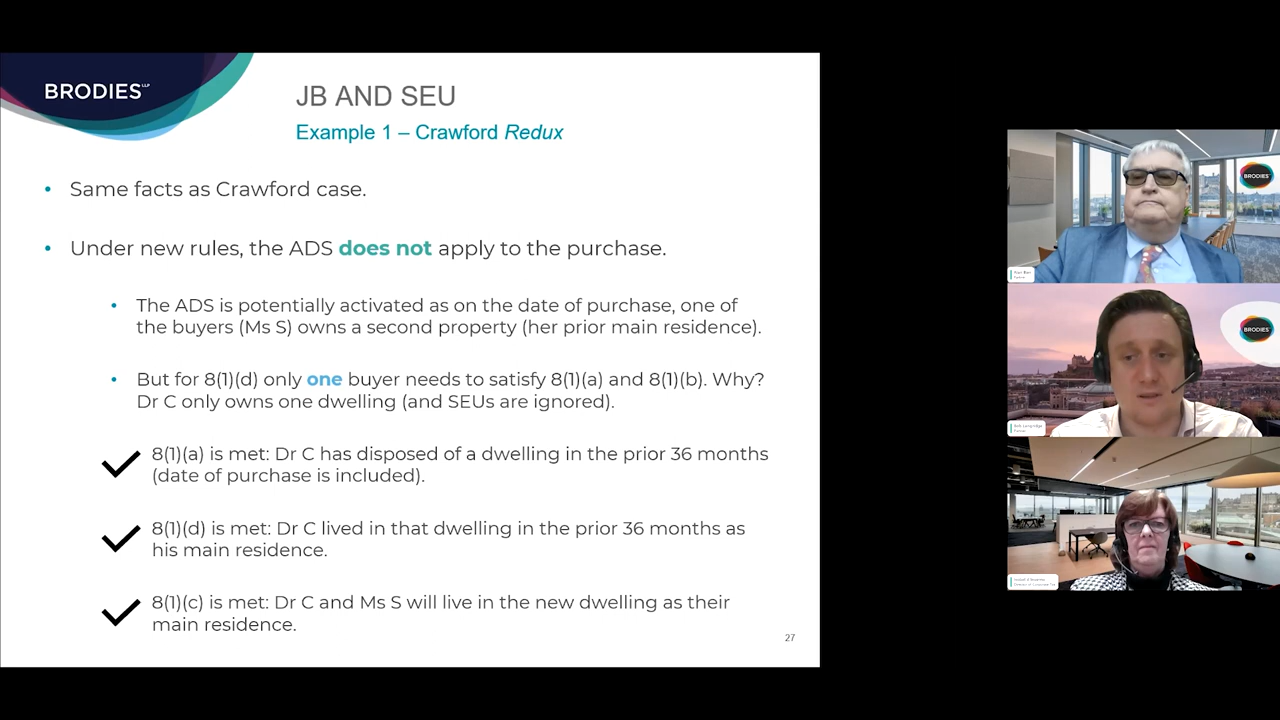 BRODIES LLP
JB AND SEU
Example 1 – Crawford Redux
• Same facts as Crawford case.
• Under new rules, the ADS does not apply to the purchase.
• The ADS is potentially activated as on the date of purchase, one of
the buyers (Ms S) owns a second property (her prior main residence).
• But for 8(1)(d) only one buyer needs to satisfy 8(1)(a) and 8(1)(b). Why?
Dr C only owns one dwelling (and SEUs are ignored).
8(1)(a) is met: Dr C has disposed of a dwelling in the prior 36 months
(date of purchase is included).
8(1)(d) is met: Dr C lived in that dwelling in the prior 36 months as
his main residence.
8(1)(c) is met: Dr C and Ms S will live in the new dwelling as their
main residence.
27
BRODIES
Partner
BRODIES
Partner